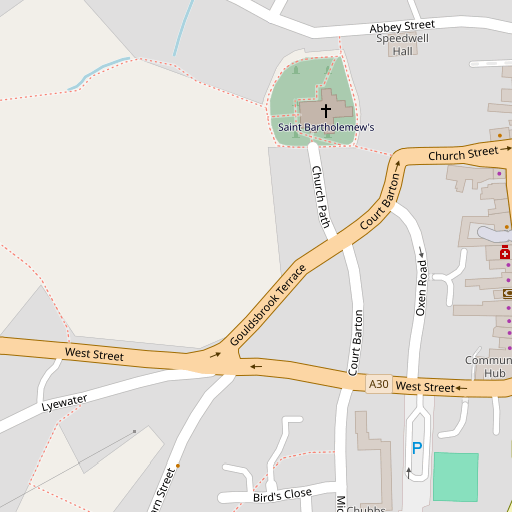 Abbey Street
Speedwell
Hall
Saint Bartholemew's
Church Street
Church Path
Court Barton
Oxen Road
Gouldsbrook Terrace
Court Barton
West Street
A30
West Street
Hub
Lyewater
P
Street
Bird's Close
Chubbs